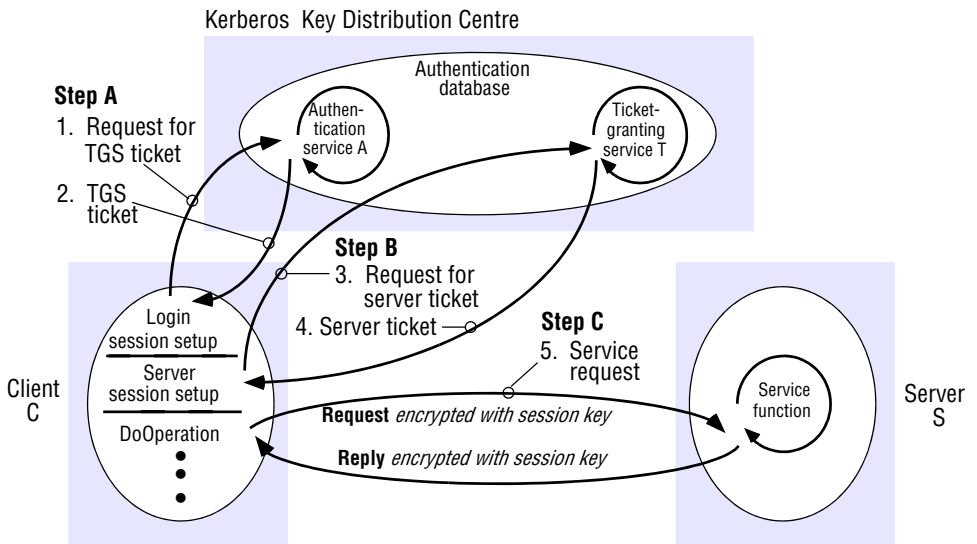 Kerberos Key Distribution Centre
Authentication
database
Step A
1. Request for
TGS ticket
Authen-
tication
service A
Ticket-
granting
service T
2. TGS
ticket
Step B
3. Request for
server ticket
4. Server ticket
Step C
5. Service
request
Login
session setup
Server
session setup
DoOperation
Client
C
Request encrypted with session key
Reply encrypted with session key
Service
function
Server
S